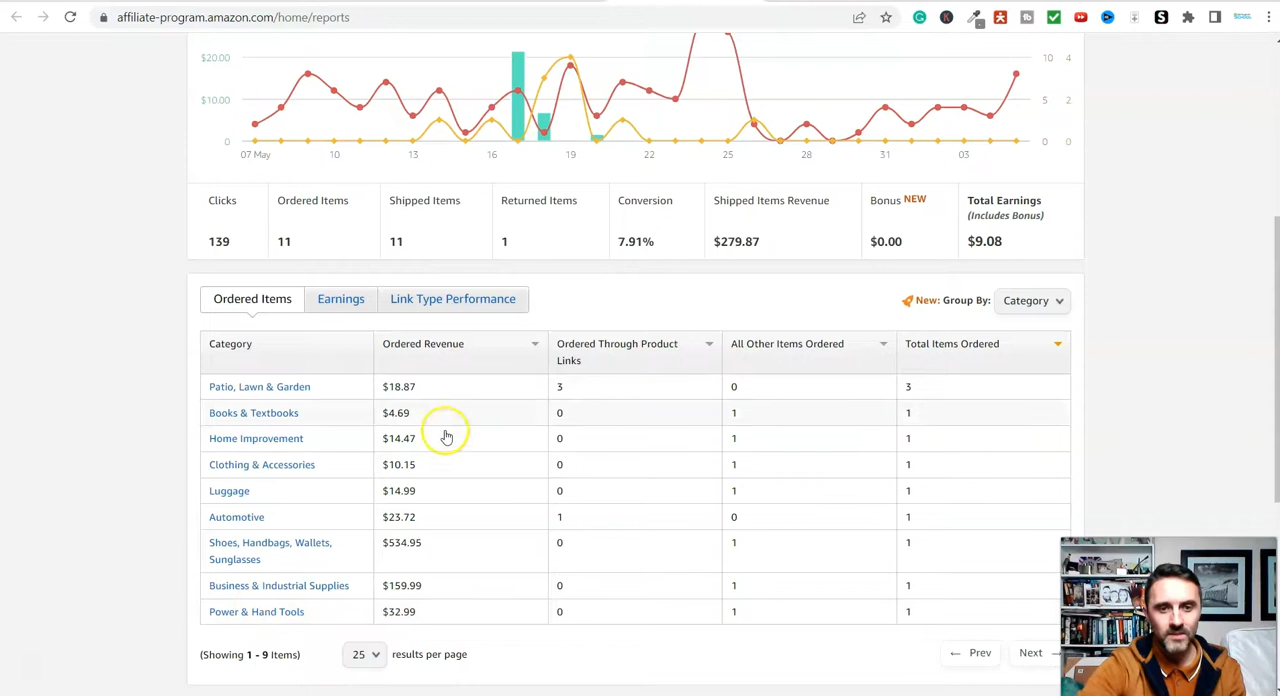 affiliate-program.amazon.com/home/reports
$20.00 10 4
$10.00 5 2
0 0 0
07 May 10 13 16 19 22 25 28 31 03
Clicks Ordered Items Shipped Items Returned Items Conversion Shipped Items Revenue Bonus NEW Total Earnings
(Includes Bonus)
139 11 11 1 7.91% $279.87 $0.00 $9.08
Ordered Items Earnings Link Type Performance New: Group By: Category
Category Ordered Revenue Ordered Through Product Links All Other Items Ordered Total Items Ordered
Patio, Lawn & Garden $18.87 3 0 3
Books & Textbooks $4.69 0 1 1
Home Improvement $14.47 0 1 1
Clothing & Accessories $10.15 0 1 1
Luggage $14.99 0 1 1
Automotive $23.72 1 0 1
Shoes, Handbags, Wallets, Sunglasses $534.95 0 1 1
Business & Industrial Supplies $159.99 0 1 1
Power & Hand Tools $32.99 0 1 1
(Showing 1 - 9 Items) 25 results per page ← Prev Next →